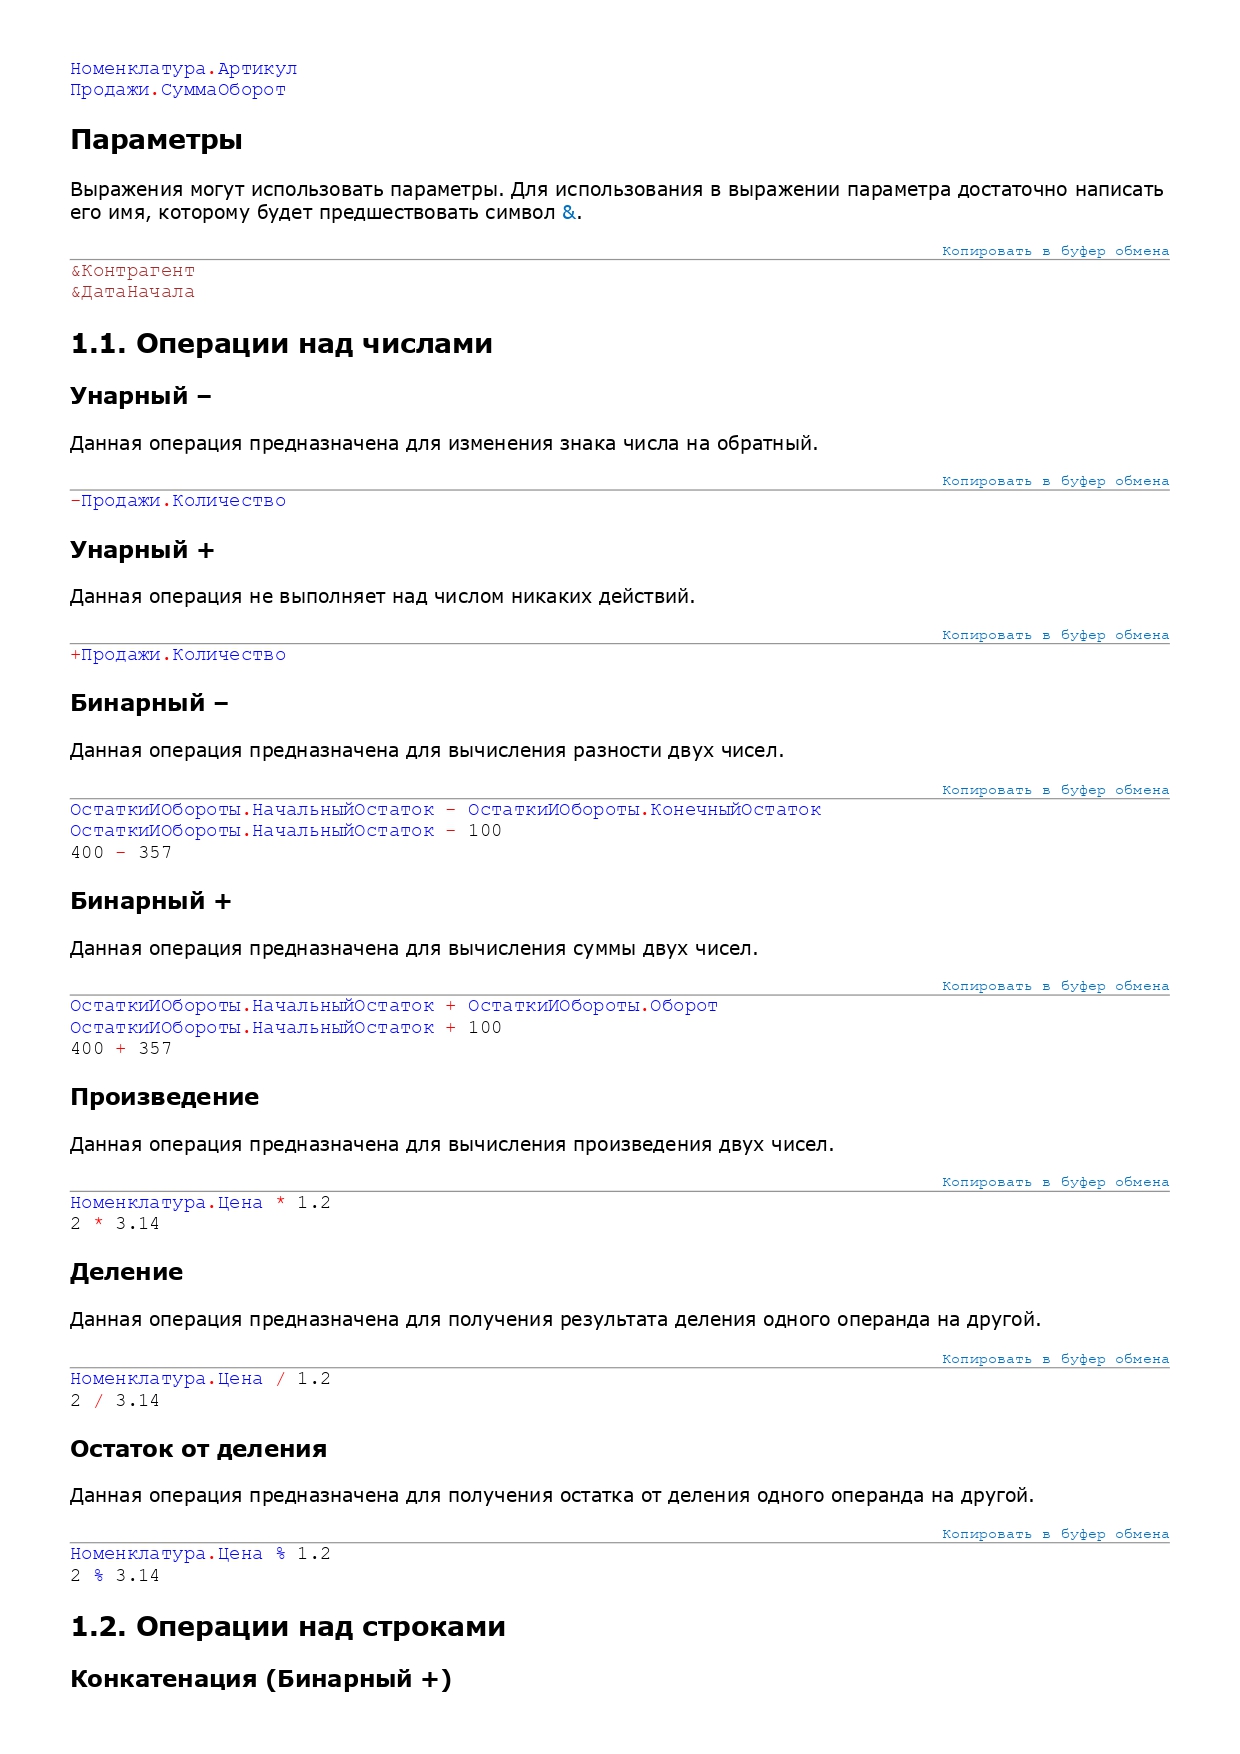 Номенклатура.Артикул
Продажи.СуммаОборот
Параметры
Выражения могут использовать параметры. Для использования в выражении параметра достаточно написать
его имя, которому будет предшествовать символ &.
Копировать в буфер обмена
&Контрагент
&ДатаНачала
1.1. Операции над числами
Унарный –
Данная операция предназначена для изменения знака числа на обратный.
Копировать в буфер обмена
-Продажи.Количество
Унарный +
Данная операция не выполняет над числом никаких действий.
Копировать в буфер обмена
+Продажи.Количество
Бинарный –
Данная операция предназначена для вычисления разности двух чисел.
Копировать в буфер обмена
ОстаткиИОбороты.НачальныйОстаток - ОстаткиИОбороты.КонечныйОстаток
ОстаткиИОбороты.НачальныйОстаток - 100
400 - 357
Бинарный +
Данная операция предназначена для вычисления суммы двух чисел.
Копировать в буфер обмена
ОстаткиИОбороты.НачальныйОстаток + ОстаткиИОбороты.Оборот
ОстаткиИОбороты.НачальныйОстаток + 100
400 + 357
Произведение
Данная операция предназначена для вычисления произведения двух чисел.
Копировать в буфер обмена
Номенклатура.Цена * 1.2
2 * 3.14
Деление
Данная операция предназначена для получения результата деления одного операнда на другой.
Копировать в буфер обмена
Номенклатура.Цена / 1.2
2 / 3.14
Остаток от деления
Данная операция предназначена для получения остатка от деления одного операнда на другой.
Копировать в буфер обмена
Номенклатура.Цена % 1.2
2 % 3.14
1.2. Операции над строками
Конкатенация (Бинарный +)